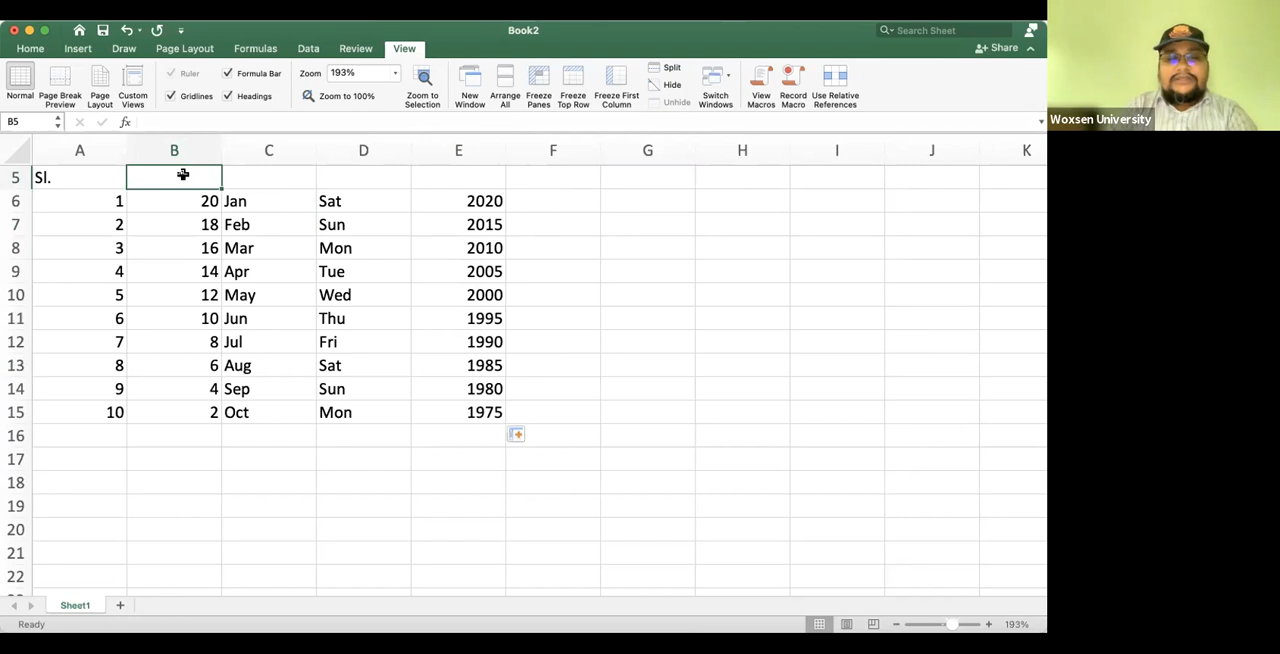 Book2
Search Sheet
Home Insert Draw Page Layout Formulas Data Review View
Share
Normal
Page Break Preview
Page Layout
Custom Views
Ruler
Formula Bar
Gridlines
Headings
Zoom 193%
Zoom to 100%
Zoom to Selection
New Window
Arrange All
Freeze Panes
Freeze Top Row
Freeze First Column
Split
Hide
Unhide
Switch Windows
View Macros
Record Macro
Use Relative References
Woxsen University
B5 fx
A B C D E F G H I J K
5 Sl.
6 1 20 Jan Sat 2020
7 2 18 Feb Sun 2015
8 3 16 Mar Mon 2010
9 4 14 Apr Tue 2005
10 5 12 May Wed 2000
11 6 10 Jun Thu 1995
12 7 8 Jul Fri 1990
13 8 6 Aug Sat 1985
14 9 4 Sep Sun 1980
15 10 2 Oct Mon 1975
16
17
18
19
20
21
22
Sheet1
Ready 193%